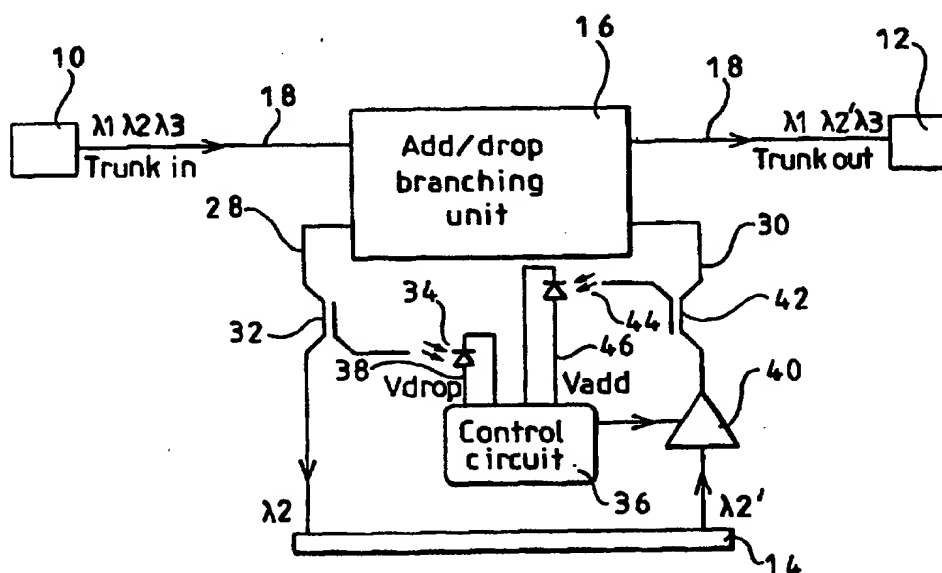 16
10
12
18
18
λ1 λ2 λ3
λ1 λ2'λ3
Trunk in
Trunk out
Add/drop
branching
unit
28
30
34
32
44
42
38
46
Vdrop
Vadd
40
Control
circuit
36
λ2
λ2'
14